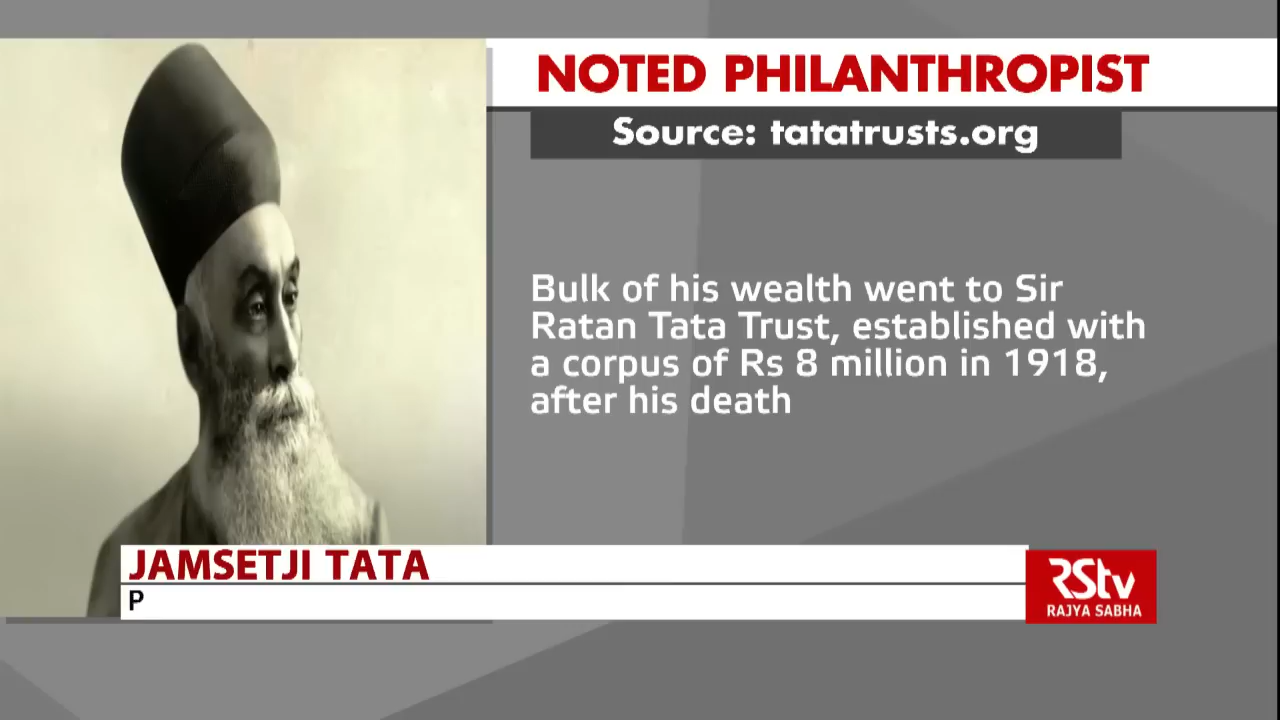 NOTED PHILANTHROPIST
Source: tatatrusts.org
Bulk of his wealth went to Sir
Ratan Tata Trust, established with
a corpus of Rs 8 million in 1918,
after his death
JAMSETJI TATA
P
RSTV
RAJYA SABHA